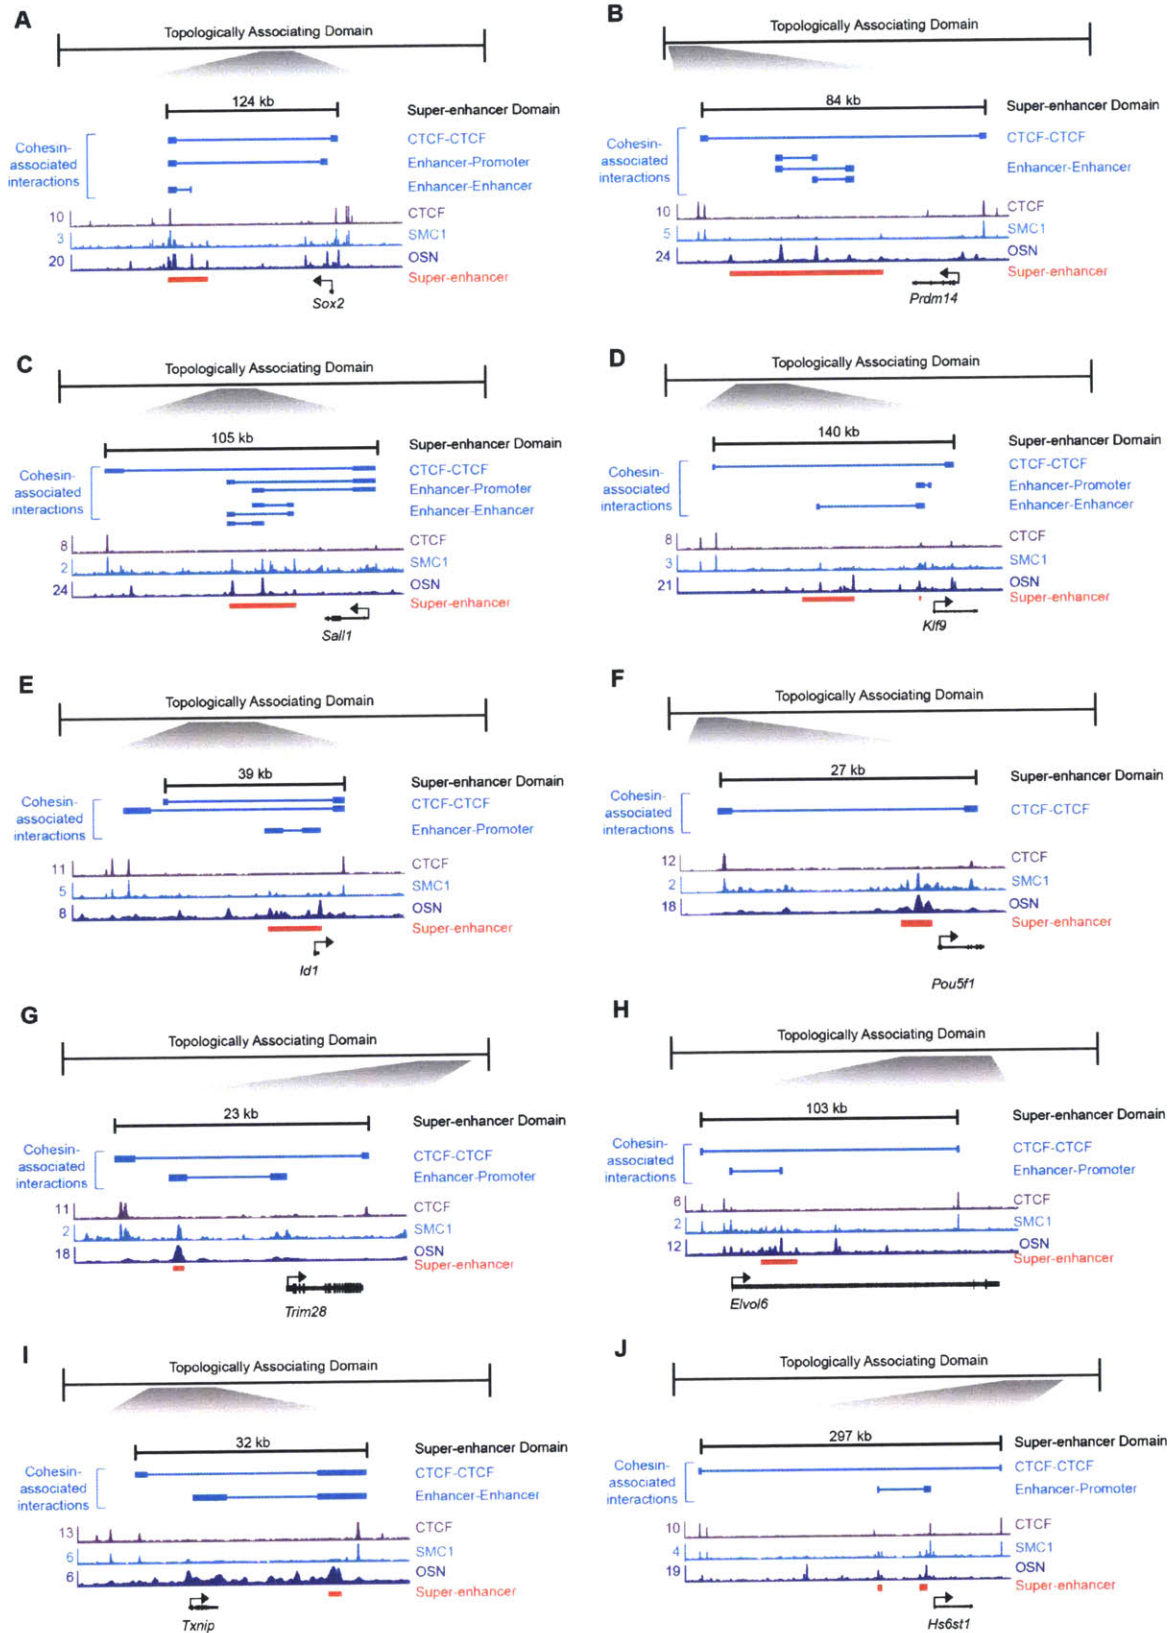 A
Topologically Associating Domain
124 kb
Super-enhancer Domain
Cohesin-
associated
interactions
CTCF-CTCF
Enhancer-Promoter
Enhancer-Enhancer
10
CTCF
3
SMC1
20
OSN
Super-enhancer
Sox2
B
Topologically Associating Domain
84 kb
Super-enhancer Domain
Cohesin-
associated
interactions
CTCF-CTCF
Enhancer-Enhancer
10
CTCF
5
SMC1
24
OSN
Super-enhancer
Prdm14
C
Topologically Associating Domain
105 kb
Super-enhancer Domain
Cohesin-
associated
interactions
CTCF-CTCF
Enhancer-Promoter
Enhancer-Enhancer
8
CTCF
2
SMC1
24
OSN
Super-enhancer
Sall1
D
Topologically Associating Domain
140 kb
Super-enhancer Domain
Cohesin-
associated
interactions
CTCF-CTCF
Enhancer-Promoter
Enhancer-Enhancer
8
CTCF
3
SMC1
21
OSN
Super-enhancer
Klf9
E
Topologically Associating Domain
39 kb
Super-enhancer Domain
Cohesin-
associated
interactions
CTCF-CTCF
Enhancer-Promoter
11
CTCF
5
SMC1
8
OSN
Super-enhancer
Id1
F
Topologically Associating Domain
27 kb
Super-enhancer Domain
Cohesin-
associated
interactions
CTCF-CTCF
12
CTCF
2
SMC1
18
OSN
Super-enhancer
Pou5f1
G
Topologically Associating Domain
23 kb
Super-enhancer Domain
Cohesin-
associated
interactions
CTCF-CTCF
Enhancer-Promoter
11
CTCF
2
SMC1
18
OSN
Super-enhancer
Trim28
H
Topologically Associating Domain
103 kb
Super-enhancer Domain
Cohesin-
associated
interactions
CTCF-CTCF
Enhancer-Promoter
6
CTCF
2
SMC1
12
OSN
Super-enhancer
Elvol6
I
Topologically Associating Domain
32 kb
Super-enhancer Domain
Cohesin-
associated
interactions
CTCF-CTCF
Enhancer-Enhancer
13
CTCF
6
SMC1
6
OSN
Super-enhancer
Txnip
J
Topologically Associating Domain
297 kb
Super-enhancer Domain
Cohesin-
associated
interactions
CTCF-CTCF
Enhancer-Promoter
10
CTCF
4
SMC1
19
OSN
Super-enhancer
Hs6st1